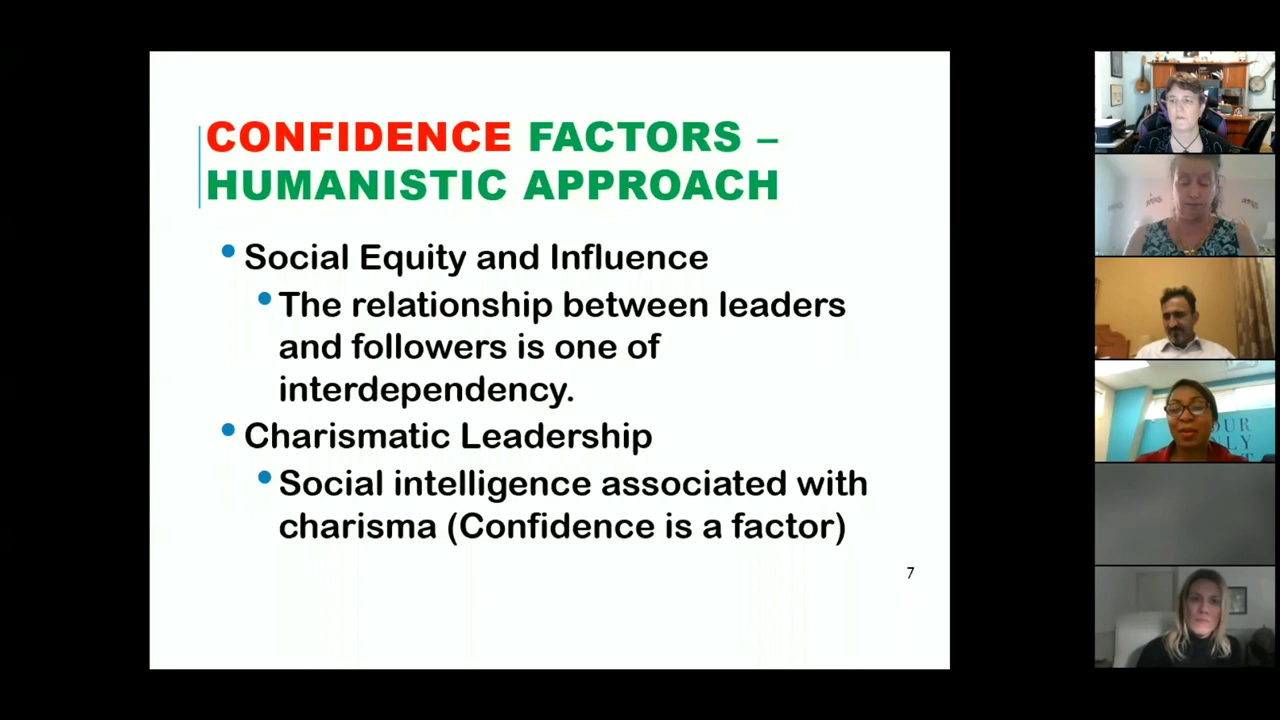 CONFIDENCE FACTORS –
HUMANISTIC APPROACH
• Social Equity and Influence
• The relationship between leaders
and followers is one of
interdependency.
• Charismatic Leadership
• Social intelligence associated with
charisma (Confidence is a factor)
7
OUR